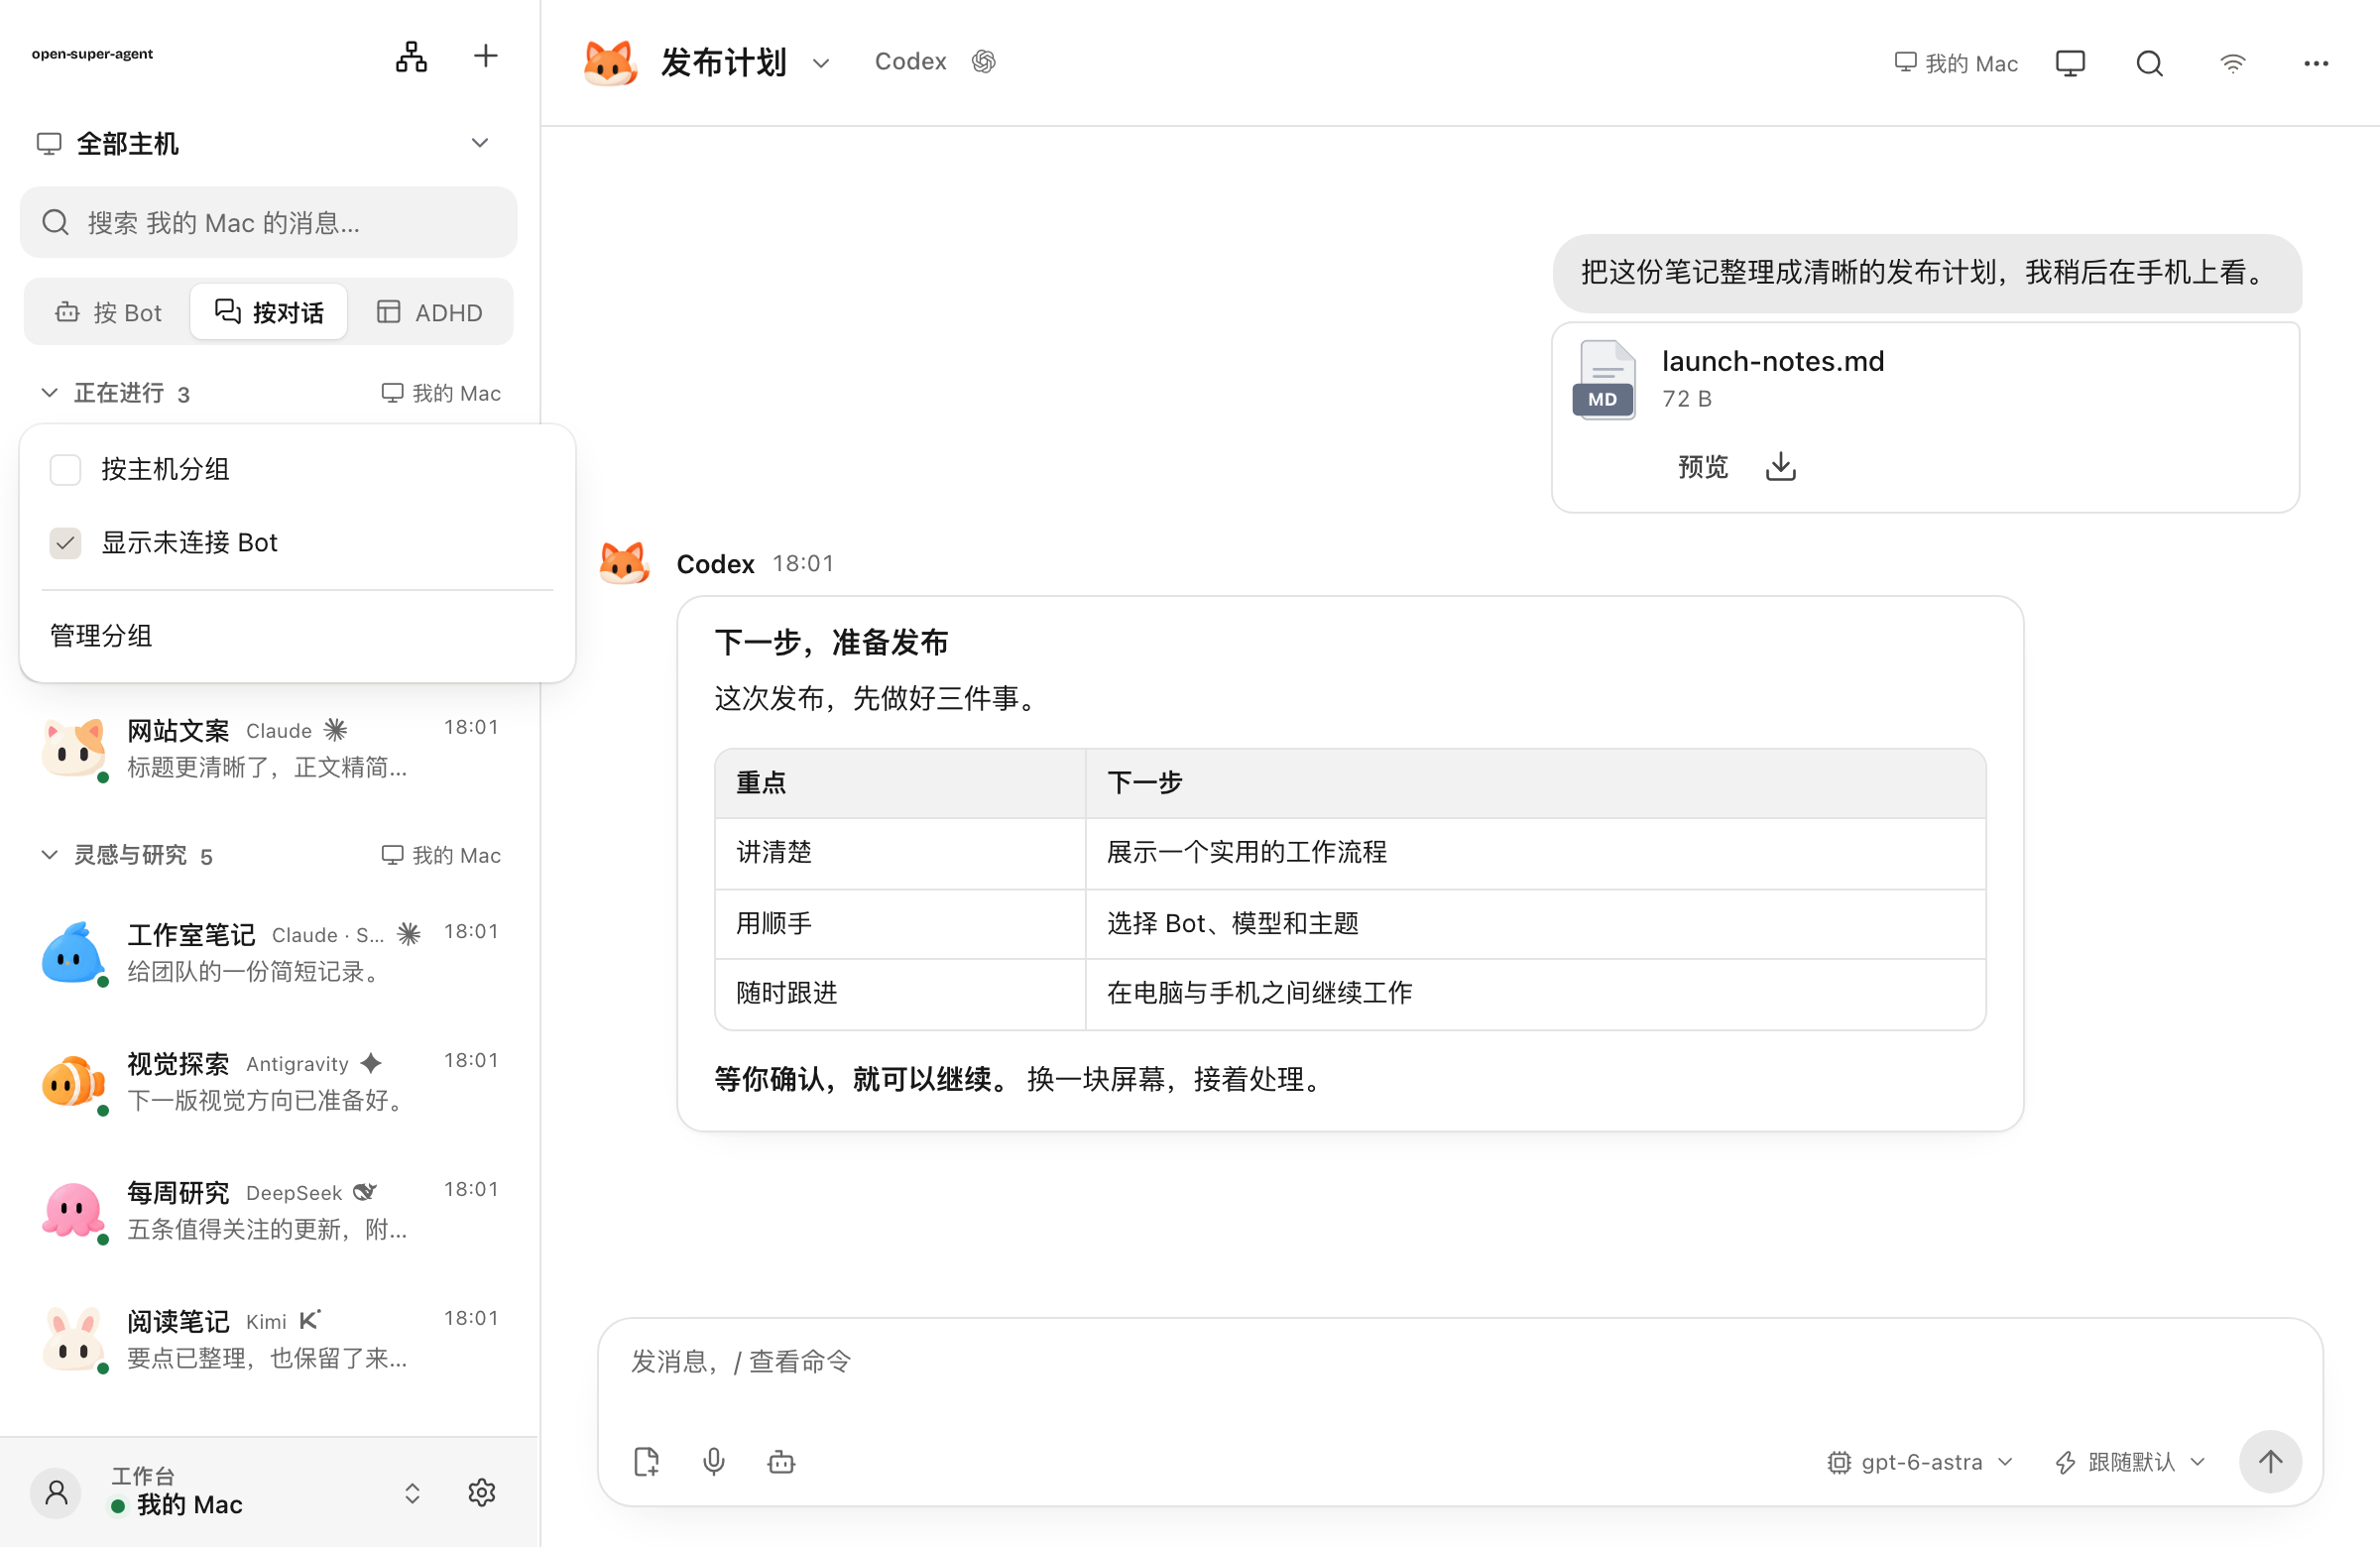 open-super-agent
全部主机
搜索 我的 Mac 的消息...
按 Bot
按对话
ADHD
正在进行 3
我的 Mac
按主机分组
显示未连接 Bot
管理分组
网站文案 Claude 18:01
标题更清晰了，正文精简...
灵感与研究 5
我的 Mac
工作室笔记 Claude · S... 18:01
给团队的一份简短记录。
视觉探索 Antigravity 18:01
下一版视觉方向已准备好。
每周研究 DeepSeek 18:01
五条值得关注的更新，附...
阅读笔记 Kimi 18:01
要点已整理，也保留了来...
工作台
我的 Mac
发布计划 Codex
我的 Mac
把这份笔记整理成清晰的发布计划，我稍后在手机上看。
MD
launch-notes.md
72 B
预览
Codex 18:01
下一步，准备发布
这次发布，先做好三件事。
重点 下一步
讲清楚 展示一个实用的工作流程
用顺手 选择 Bot、模型和主题
随时跟进 在电脑与手机之间继续工作
等你确认，就可以继续。 换一块屏幕，接着处理。
发消息，/ 查看命令
gpt-6-astra
跟随默认